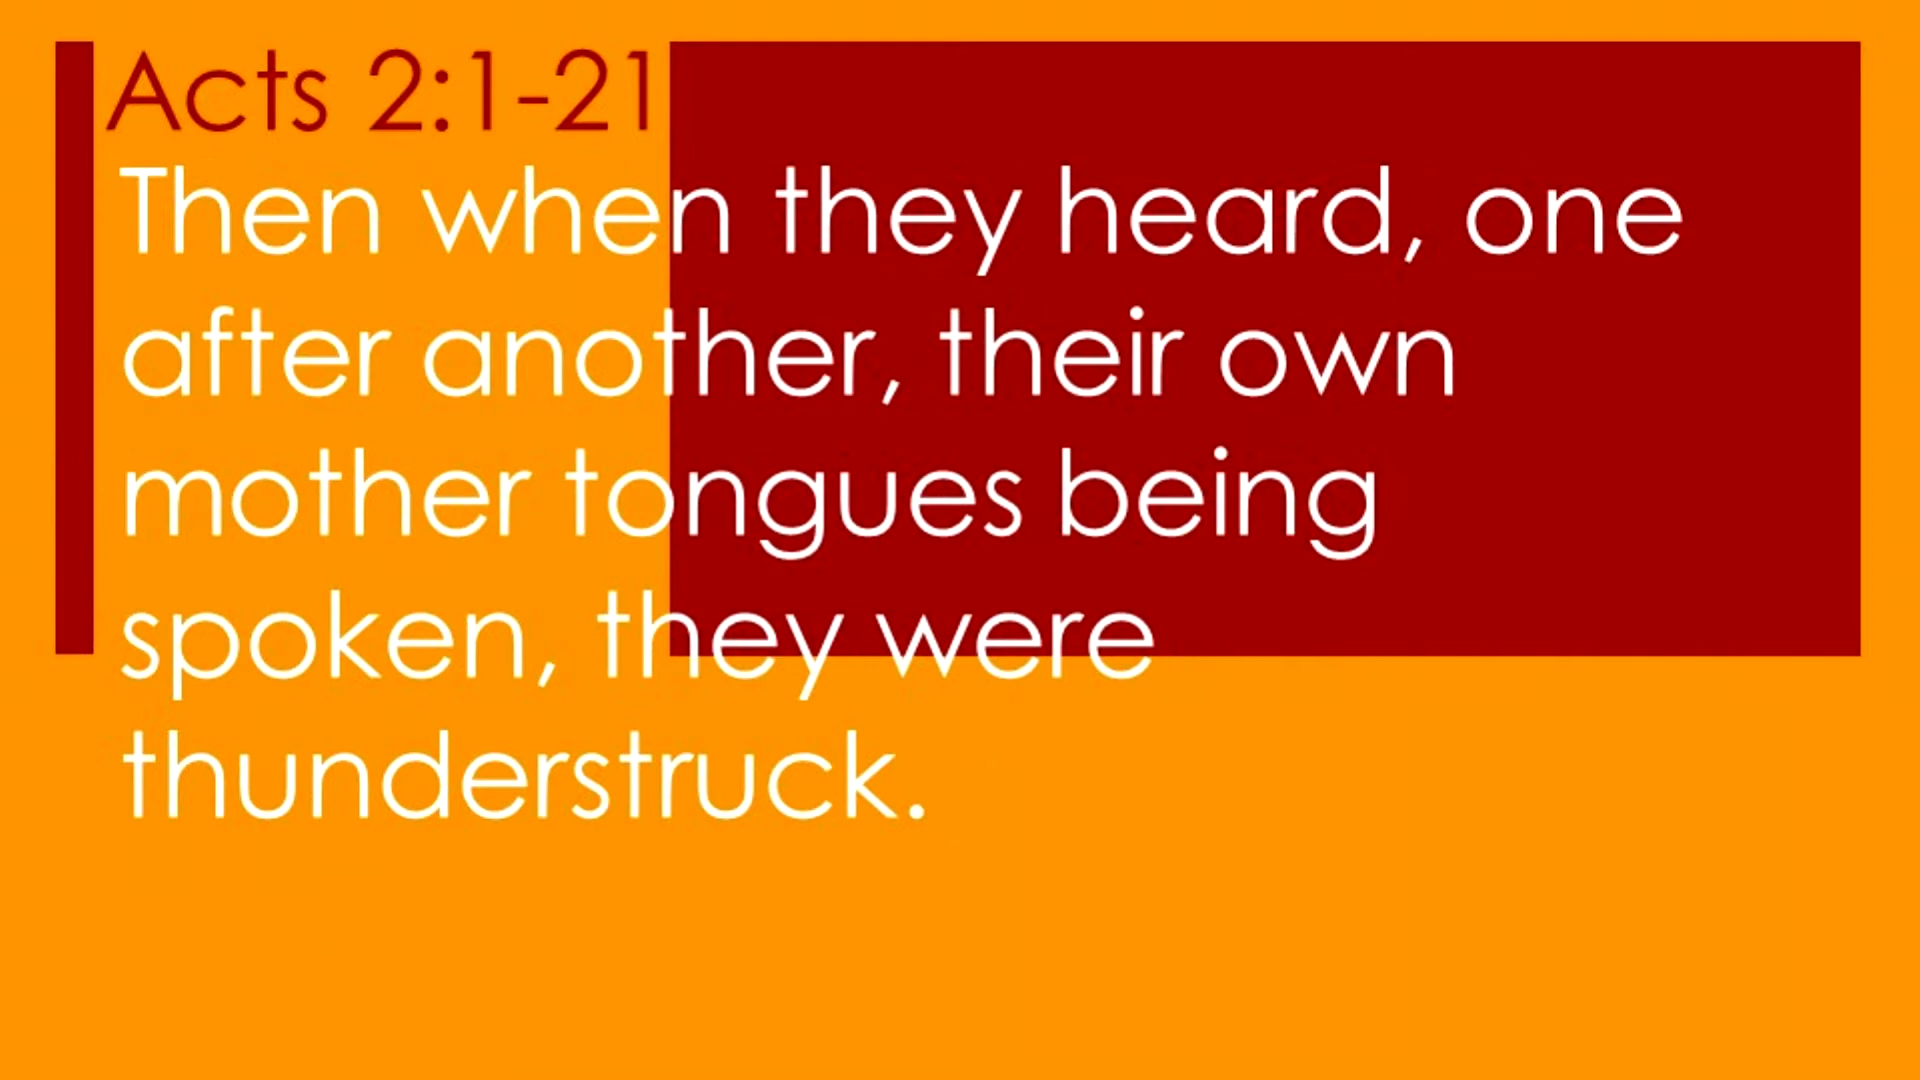 Acts 2:1-21
Then when they heard, one
after another, their own
mother tongues being
spoken, they were
thunderstruck.